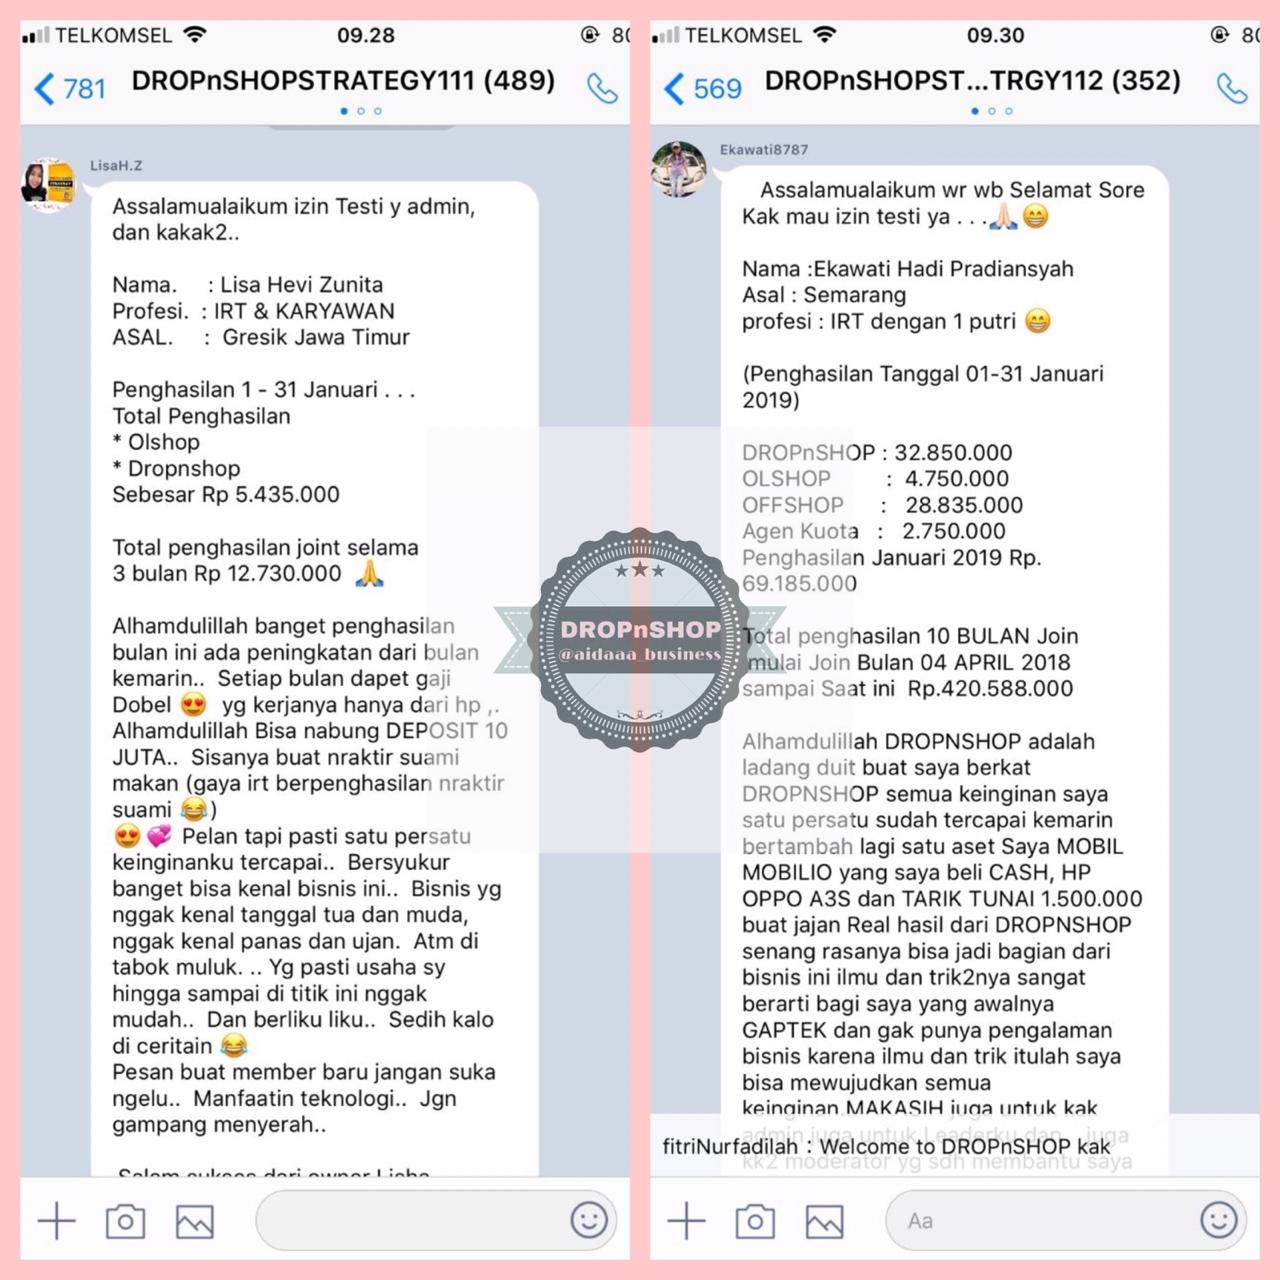 TELKOMSEL 09.28 80
781 DROPnSHOPSTRATEGY111 (489)
LisaH.Z
Assalamualaikum izin Testi y admin,
dan kakak2..
Nama. : Lisa Hevi Zunita
Profesi. : IRT & KARYAWAN
ASAL. : Gresik Jawa Timur
Penghasilan 1 - 31 Januari . . .
Total Penghasilan
* Olshop
* Dropnshop
Sebesar Rp 5.435.000
Total penghasilan joint selama
3 bulan Rp 12.730.000 🙏
Alhamdulillah banget penghasilan
bulan ini ada peningkatan dari bulan
kemarin.. Setiap bulan dapet gaji
Dobel 😍 yg kerjanya hanya dari hp ,.
Alhamdulillah Bisa nabung DEPOSIT 10
JUTA.. Sisanya buat nraktir suami
makan (gaya irt berpenghasilan nraktir
suami 😂)
😍💞 Pelan tapi pasti satu persatu
keinginanku tercapai.. Bersyukur
banget bisa kenal bisnis ini.. Bisnis yg
nggak kenal tanggal tua dan muda,
nggak kenal panas dan ujan. Atm di
tabok muluk. .. Yg pasti usaha sy
hingga sampai di titik ini nggak
mudah.. Dan berliku liku.. Sedih kalo
di ceritain 😂
Pesan buat member baru jangan suka
ngelu.. Manfaatin teknologi.. Jgn
gampang menyerah..
Salam sukses dari owner Lisha
TELKOMSEL 09.30 80
569 DROPnSHOPST...TRGY112 (352)
Ekawati8787
Assalamualaikum wr wb Selamat Sore
Kak mau izin testi ya . . .🙏🏻😁
Nama :Ekawati Hadi Pradiansyah
Asal : Semarang
profesi : IRT dengan 1 putri 😁
(Penghasilan Tanggal 01-31 Januari
2019)
DROPnSHOP : 32.850.000
OLSHOP : 4.750.000
OFFSHOP : 28.835.000
Agen Kuota : 2.750.000
Penghasilan Januari 2019 Rp.
69.185.000
Total penghasilan 10 BULAN Join
mulai Join Bulan 04 APRIL 2018
sampai Saat ini Rp.420.588.000
Alhamdulillah DROPNSHOP adalah
ladang duit buat saya berkat
DROPNSHOP semua keinginan saya
satu persatu sudah tercapai kemarin
bertambah lagi satu aset Saya MOBIL
MOBILIO yang saya beli CASH, HP
OPPO A3S dan TARIK TUNAI 1.500.000
buat jajan Real hasil dari DROPNSHOP
senang rasanya bisa jadi bagian dari
bisnis ini ilmu dan trik2nya sangat
berarti bagi saya yang awalnya
GAPTEK dan gak punya pengalaman
bisnis karena ilmu dan trik itulah saya
bisa mewujudkan semua
keinginan.MAKASIH juga untuk kak
admin juga untuk Leaderku dan juga
kk2 moderator yg sdh membantu saya
fitriNurfadilah : Welcome to DROPnSHOP kak
Aa
DROPnSHOP
@aidaaa_business